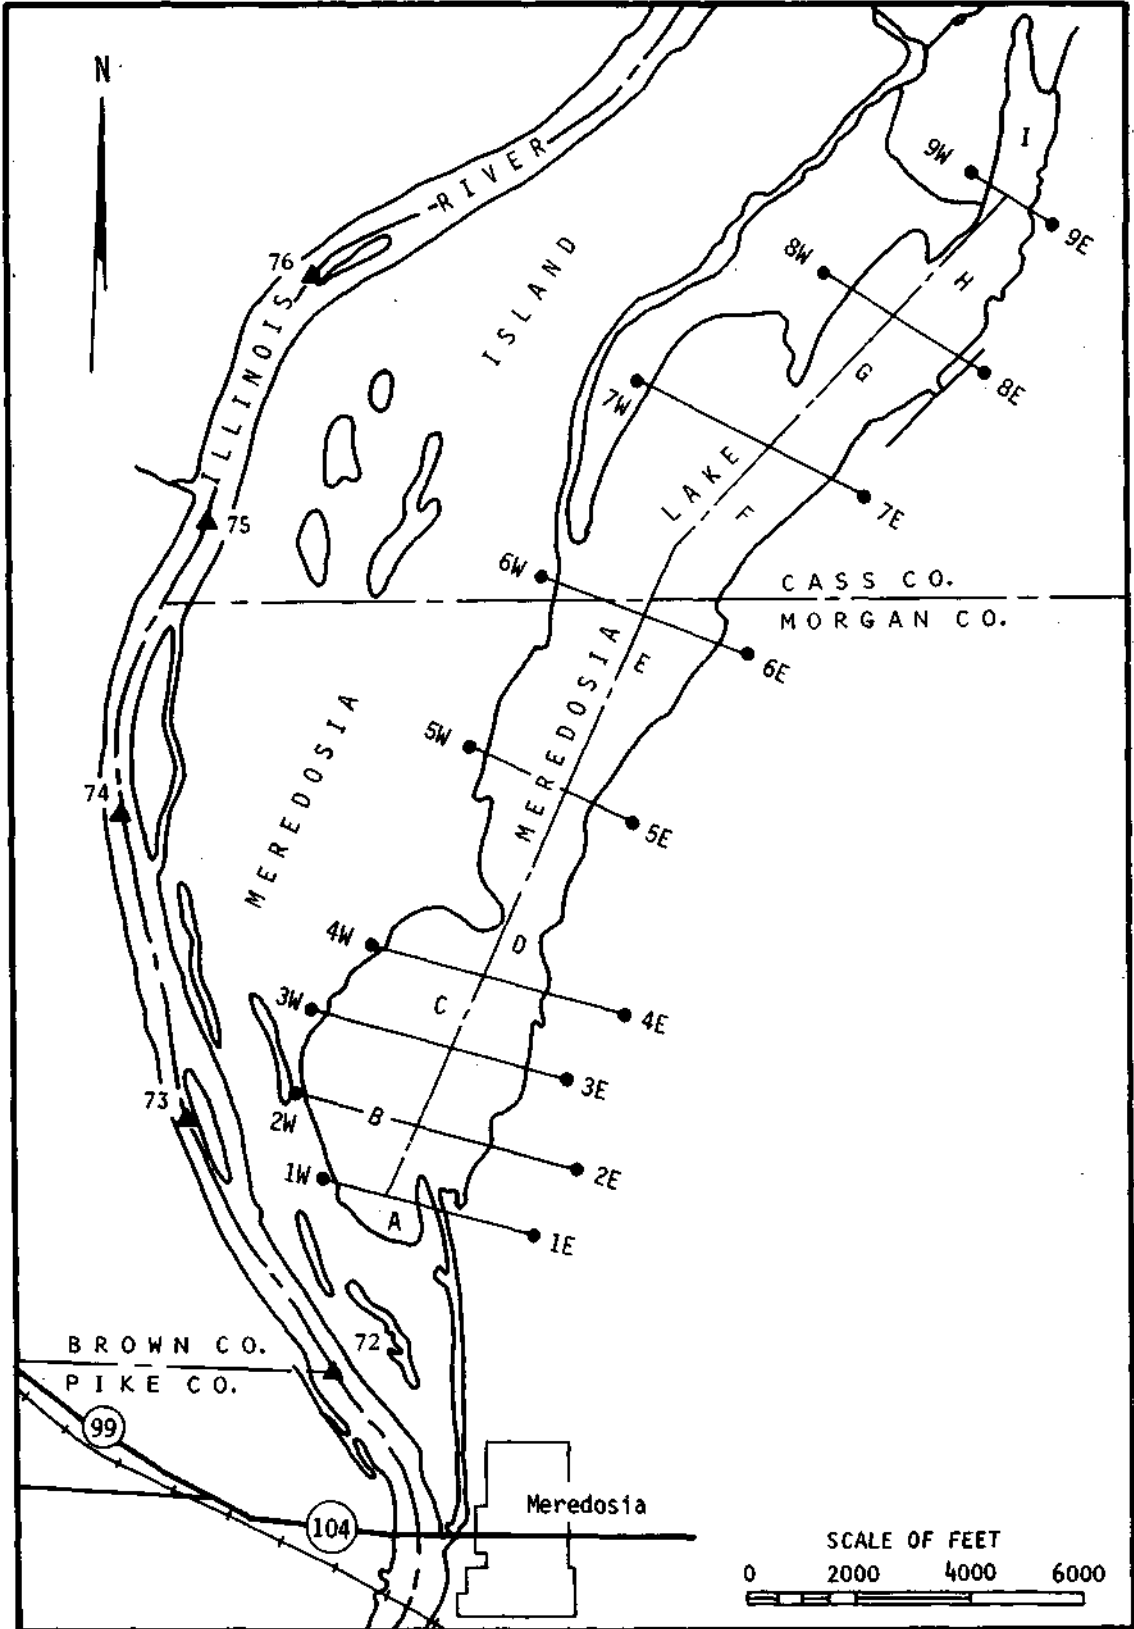 N
I
9W
9E
ILLINOIS RIVER
76
8W
H
ISLAND
G
8E
7W
LAKE
F
7E
75
6W
CASS CO.
MORGAN CO.
6E
E
MEREDOSIA
5W
5E
MEREDOSIA
74
4W
D
C
3W
4E
3E
73
2W
B
2E
1W
A
1E
72
BROWN CO.
PIKE CO.
99
104
Meredosia
SCALE OF FEET
0 2000 4000 6000